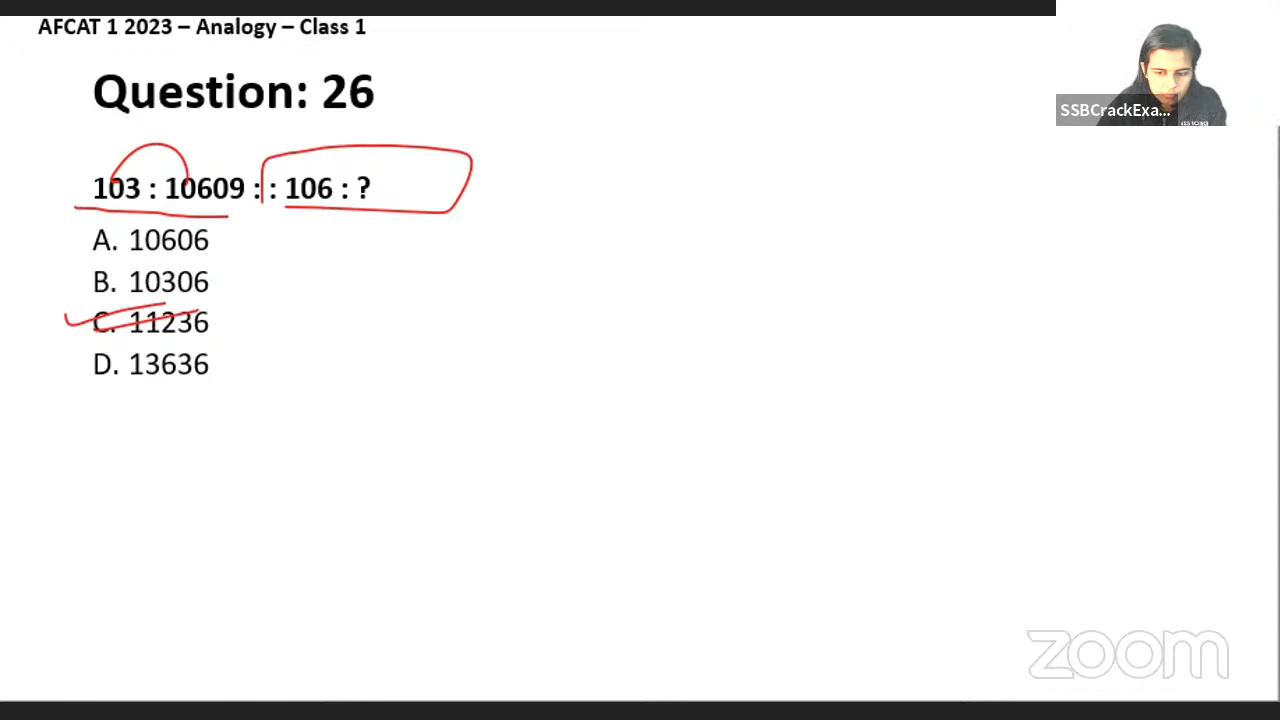 AFCAT 1 2023 – Analogy – Class 1
SSBCrackExa...
Question: 26
103 : 10609 : : 106 : ?
A. 10606
B. 10306
C. 11236
D. 13636
zoom